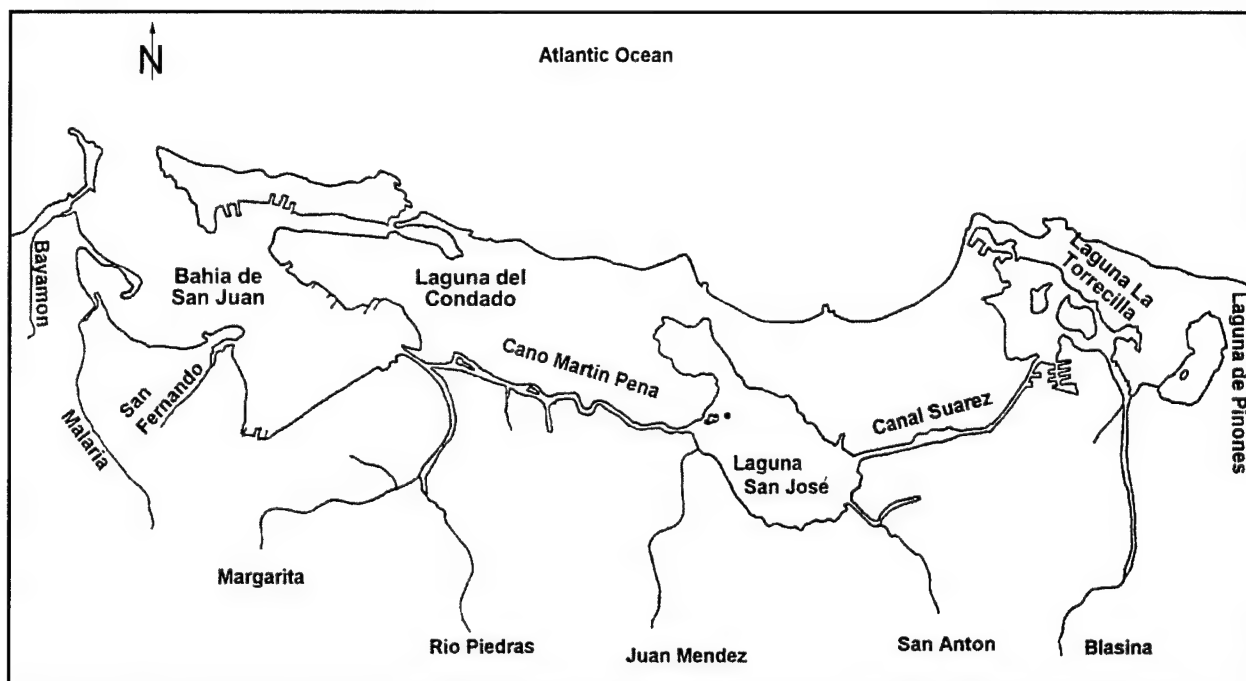 N
Atlantic Ocean
Bayamon
Bahia de
San Juan
Laguna del
Condado
Laguna La
Torrecilla
Laguna de Pinones
Cano Martin Pena
San
Fernando
Malaria
Canal Suarez
Laguna
San José
Margarita
Rio Piedras
Juan Mendez
San Anton
Blasina